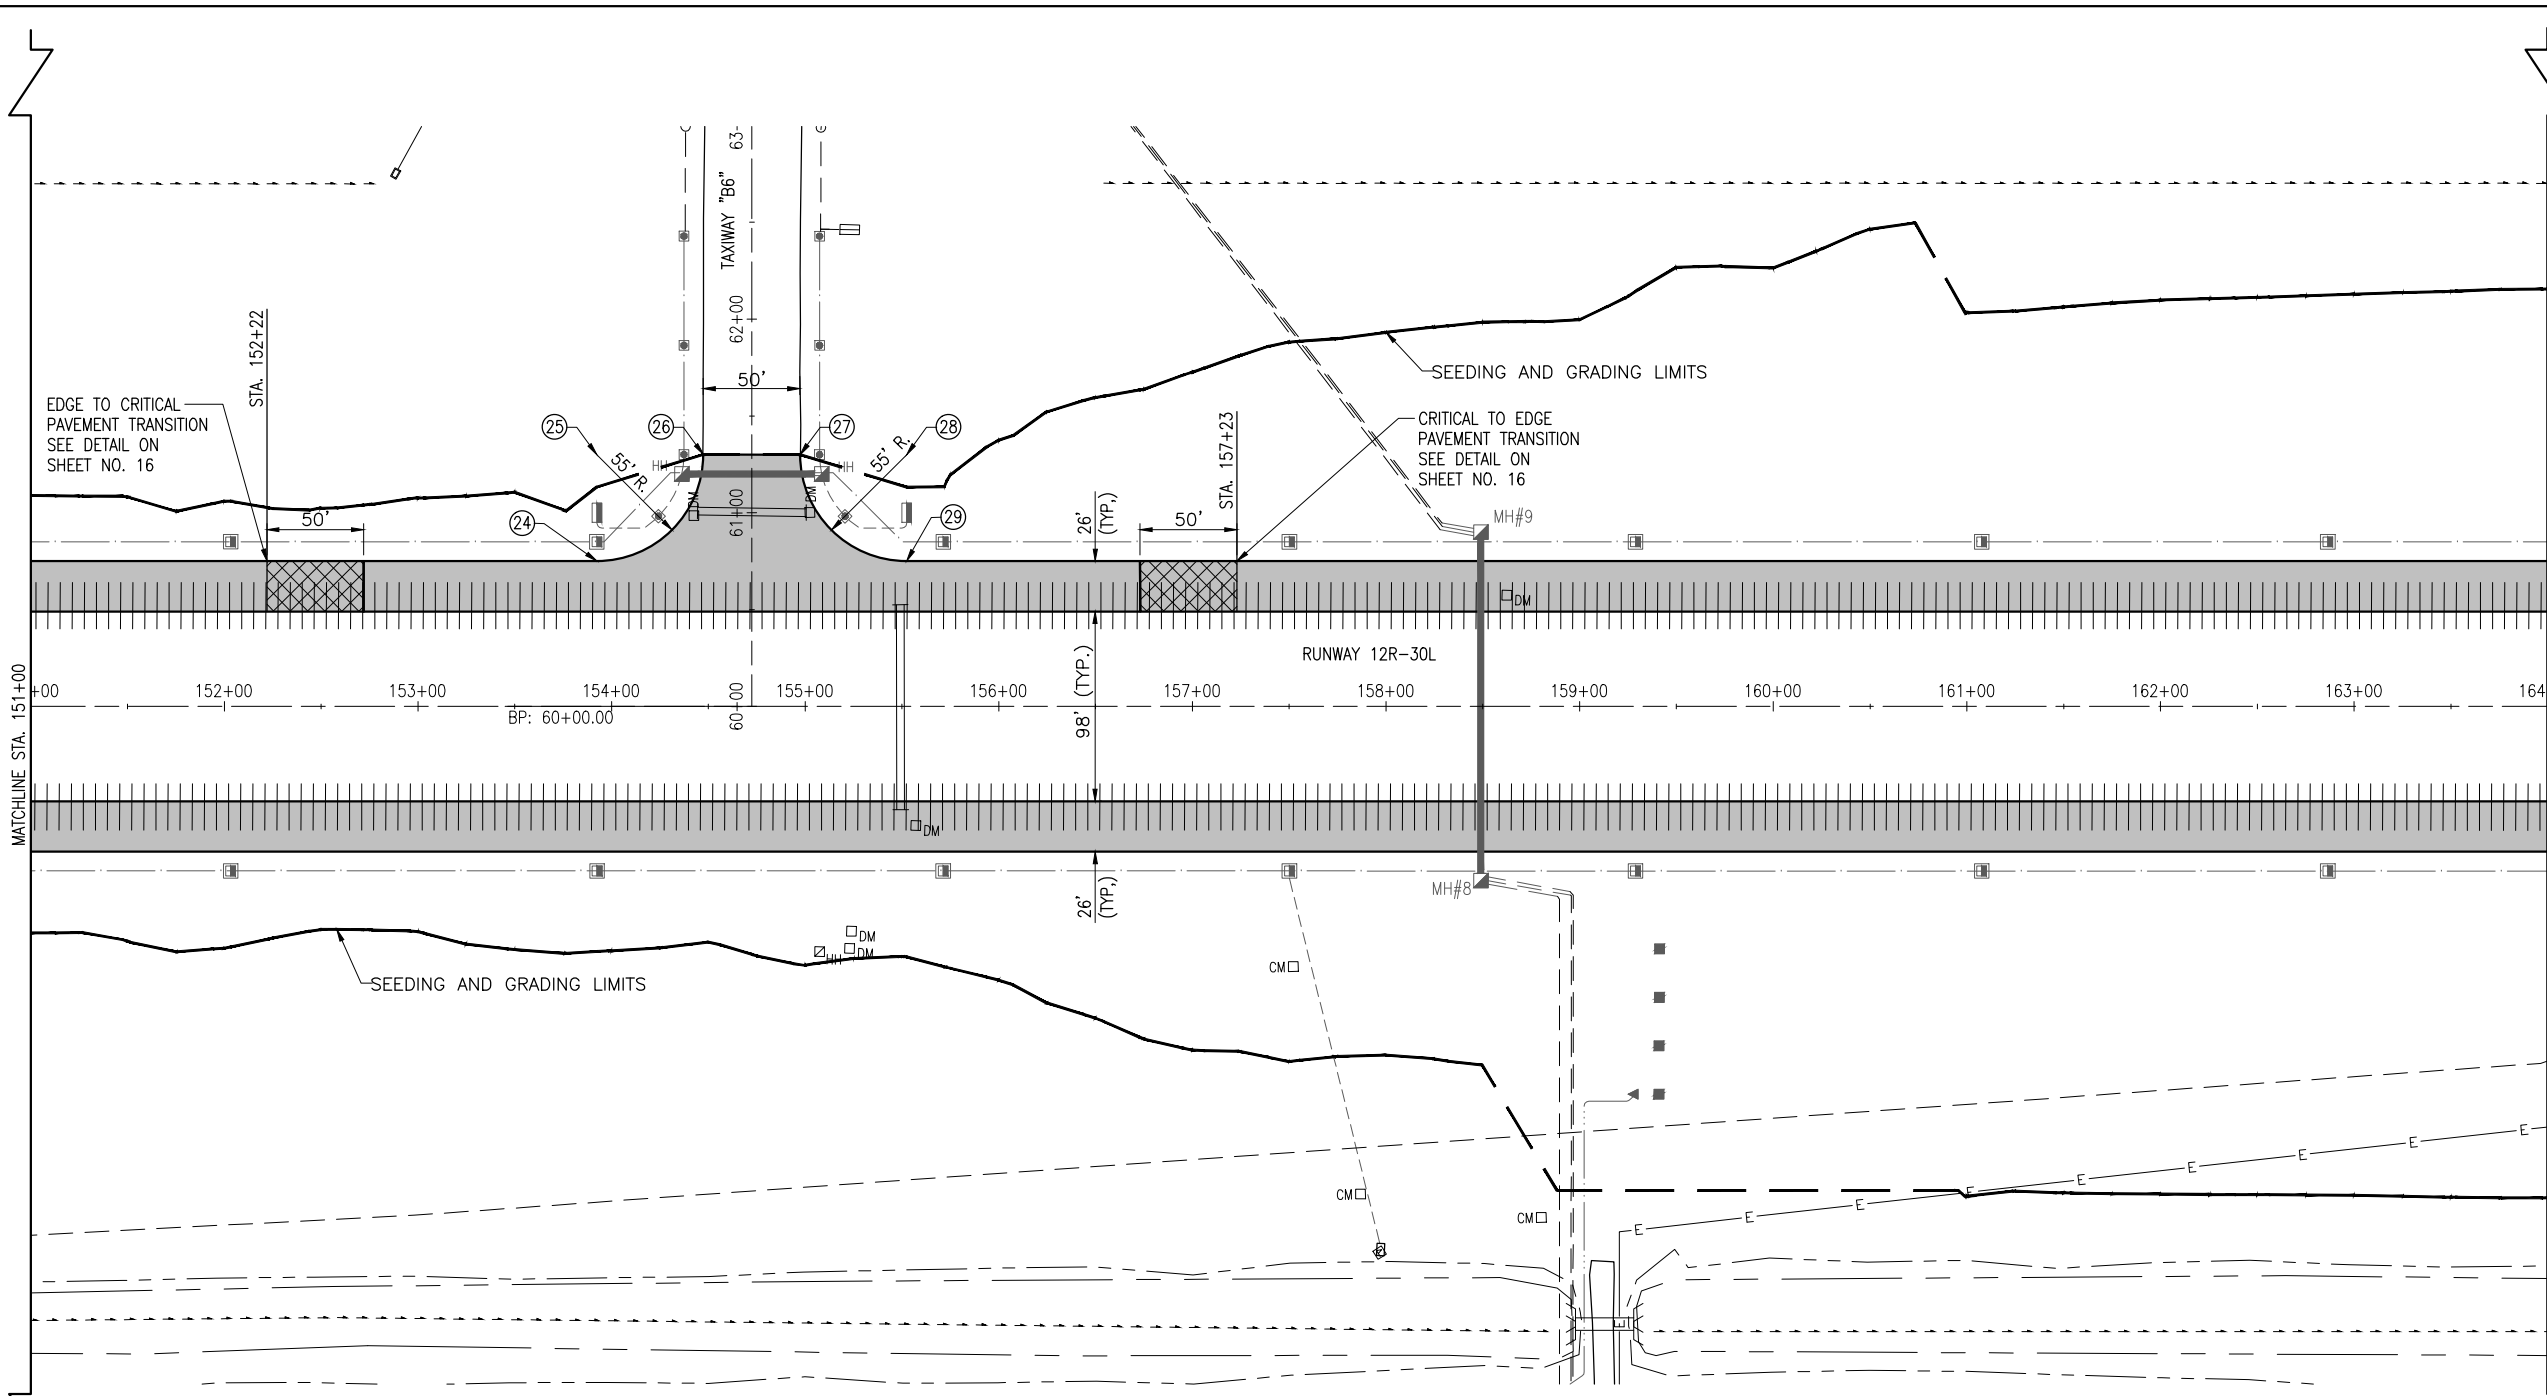 63-
TAXIWAY "B6"
62+00
STA. 152+22
50'
SEEDING AND GRADING LIMITS
EDGE TO CRITICAL
PAVEMENT TRANSITION
SEE DETAIL ON
SHEET NO. 16
25
26
27
28
STA. 157+23
CRITICAL TO EDGE
PAVEMENT TRANSITION
SEE DETAIL ON
SHEET NO. 16
55' R.
HH
HH
55' R.
50'
24
DM
61+00
DM
29
26'
(TYP,)
50'
MH#9
DM
RUNWAY 12R-30L
98' (TYP.)
MATCHLINE STA. 151+00
+00
152+00
153+00
154+00
155+00
156+00
157+00
158+00
159+00
160+00
161+00
162+00
163+00
164
BP: 60+00.00
60+00
DM
26'
(TYP,)
MH#8
DM
HH
DM
CM
SEEDING AND GRADING LIMITS
E
E
E
E
E
E
E
E
E
CM
CM
E